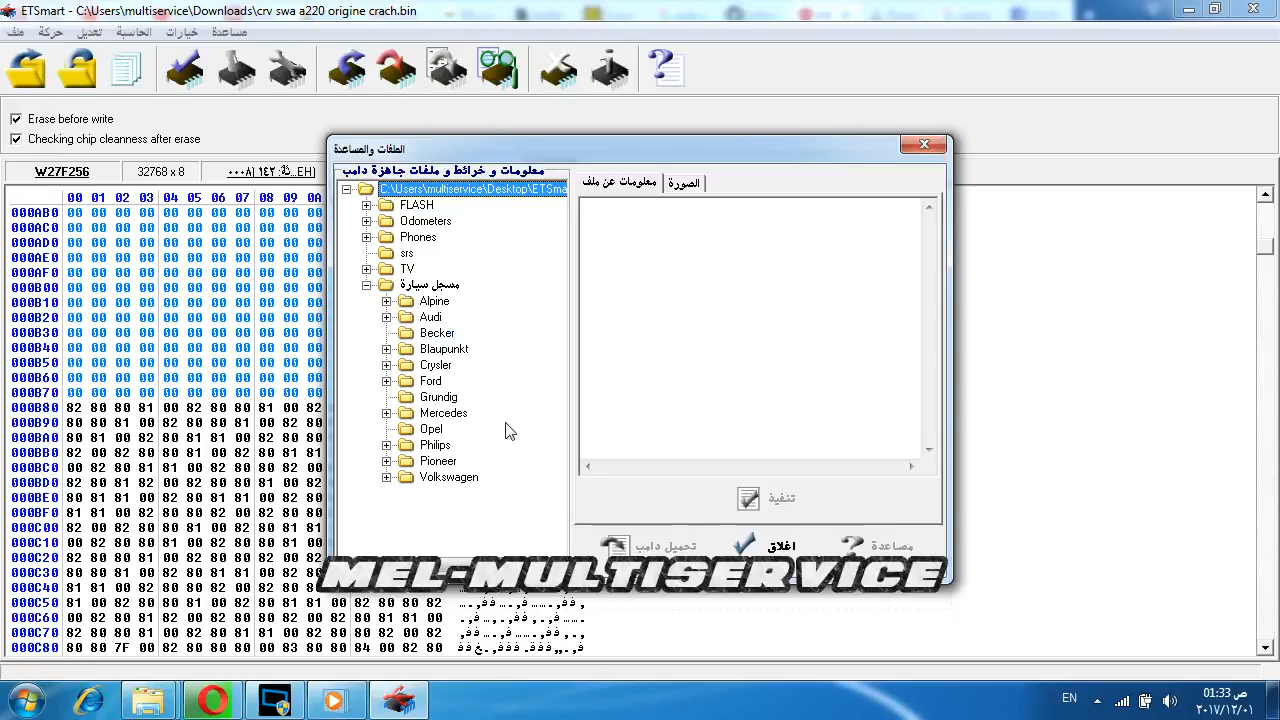 ETSmart - C:\Users\multiservice\Downloads\crv swa a220 origine crach.bin
ملف حركة تعديل الحاسبة خيارات مساعدة
Erase before write
Checking chip cleanness after erase
W27F256 32768 x 8
00 01 02 03 04 05 06 07 08 09 0A
000AB0 00 00 00 00 00 00 00 00 00 00 00
000AC0 00 00 00 00 00 00 00 00 00 00 00
000AD0 00 00 00 00 00 00 00 00 00 00 00
000AE0 00 00 00 00 00 00 00 00 00 00 00
000AF0 00 00 00 00 00 00 00 00 00 00 00
000B00 00 00 00 00 00 00 00 00 00 00 00
000B10 00 00 00 00 00 00 00 00 00 00 00
000B20 00 00 00 00 00 00 00 00 00 00 00
000B30 00 00 00 00 00 00 00 00 00 00 00
000B40 00 00 00 00 00 00 00 00 00 00 00
000B50 00 00 00 00 00 00 00 00 00 00 00
000B60 00 00 00 00 00 00 00 00 00 00 00
000B70 00 00 00 00 00 00 00 00 00 00 00
000B80 82 80 80 81 00 82 80 80 81 00 82
000B90 80 80 81 00 82 80 81 81 00 82 80
000BA0 80 81 00 82 80 81 81 00 82 80 80
000BB0 82 00 82 80 80 82 00 82 80 81 81
000BC0 00 82 80 81 81 00 82 80 80 82 00
000BD0 82 80 81 82 00 82 80 81 81 00 82
000BE0 80 81 81 00 82 80 81 82 00 82 80
000BF0 81 81 00 82 80 81 81 00 82 80 81
000C00 82 00 82 80 80 81 00 82 80 81 81
000C10 00 82 80 80 82 00 82 80 80 81 00
000C20 82 80 80 81 00 82 80 80 82 00 82
000C30 80 80 81 00 82 80 80 81 00 82 80
000C40 81 81 00 82 80 80 81 00 82 80 80
000C50 81 00 82 80 80 82 00 82 80 81 81 00 82 80 80 82
000C60 00 82 80 81 82 00 82 80 80 82 00 82 80 81 81 00
000C70 82 80 80 81 00 82 80 81 81 00 82 80 80 82 00 82
000C80 80 80 7F 00 82 80 80 80 00 83 80 80 84 00 82 80
الملفات والمساعدة
معلومات و خرائط و ملفات جاهزة دامب
C:\Users\multiservice\Desktop\ETSma
FLASH
Odometers
Phones
srs
TV
مسجل سيارة
Alpine
Audi
Becker
Blaupunkt
Crysler
Ford
Grundig
Mercedes
Opel
Philips
Pioneer
Volkswagen
معلومات عن ملف
الصورة
تنفيذ
تحميل دامب اغلاق مساعدة
MEL-MULTISERVICE
EN
01:33 ص
٢٠١٧/١٢/٠١